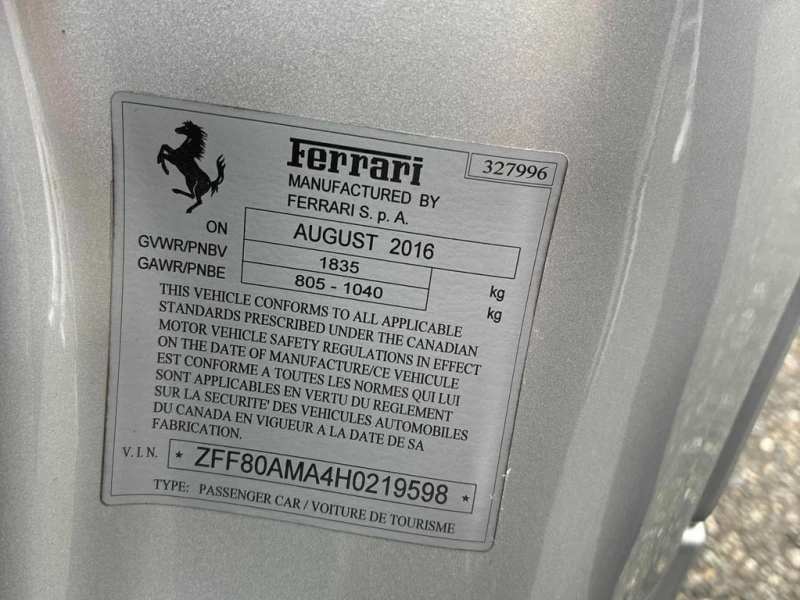 Ferrari
327996
MANUFACTURED BY
FERRARI S. p. A.
ON AUGUST 2016
GVWR/PNBV 1835 kg
GAWR/PNBE 805 - 1040 kg
THIS VEHICLE CONFORMS TO ALL APPLICABLE
STANDARDS PRESCRIBED UNDER THE CANADIAN
MOTOR VEHICLE SAFETY REGULATIONS IN EFFECT
ON THE DATE OF MANUFACTURE/CE VEHICULE
EST CONFORME A TOUTES LES NORMES QUI LUI
SONT APPLICABLES EN VERTU DU REGLEMENT
SUR LA SECURITE' DES VEHICULES AUTOMOBILES
DU CANADA EN VIGUEUR A LA DATE DE SA
FABRICATION.
V. I. N. * ZFF80AMA4H0219598 *
TYPE: PASSENGER CAR / VOITURE DE TOURISME